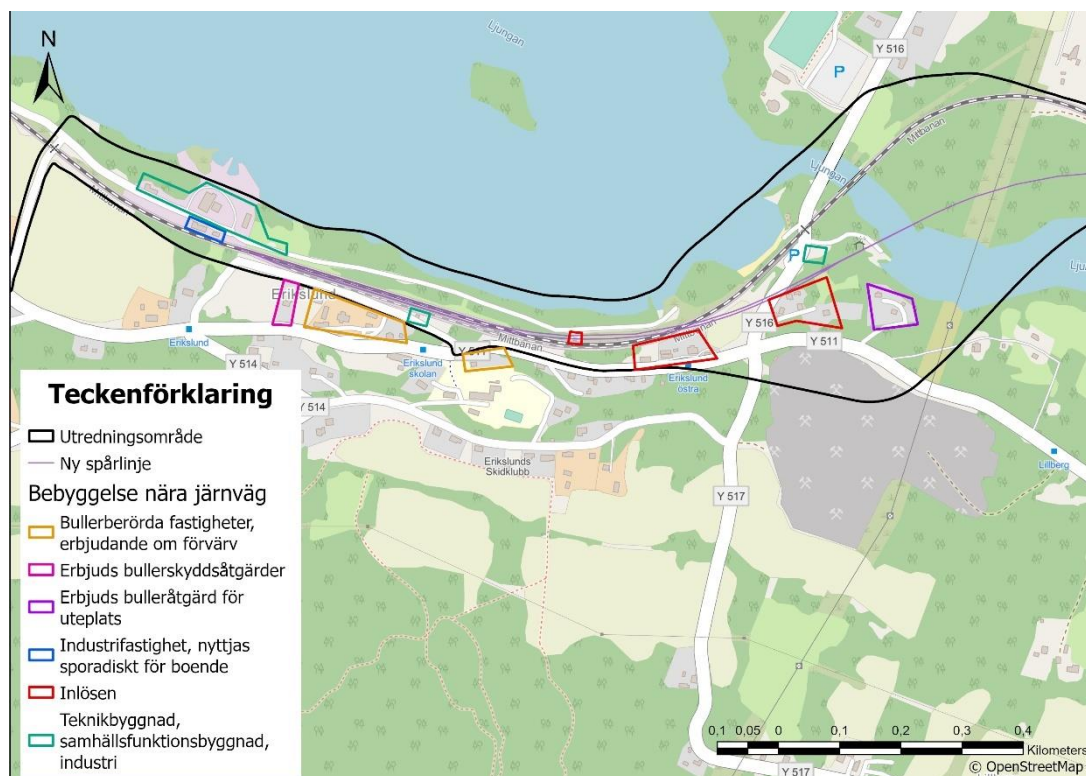 N
Ljungan
Y 516
P
Mittbanan
Ljungan
Mittbanan
P
Ljungan
Erikslund
Erikslund
Y 514
Erikslund
skolan
Mittbanan
Mittbanan
Y 516
Y 511
Erikslund
östra
Y 514
Erikslunds
Skidklubb
Lillberg
Y 517
Y 517
Teckenförklaring
Utredningsområde
Ny spårlinje
Bebyggelse nära järnväg
Bullerberörda fastigheter,
erbjudande om förvärv
Erbjuds bullerskyddsåtgärder
Erbjuds bulleråtgärd för
uteplats
Industrifastighet, nyttjas
sporadiskt för boende
Inlösen
Teknikbyggnad,
samhällsfunktionsbyggnad,
industri
0,1 0,05 0 0,1 0,2 0,3 0,4
Kilometers
© OpenStreetMap